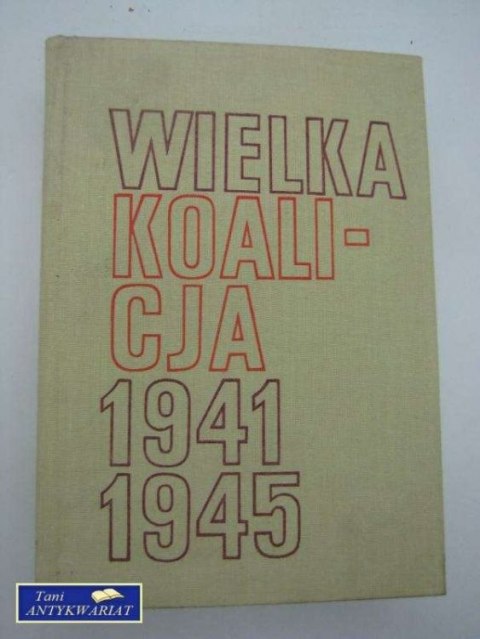 WIELKA
KOALI-
CJA
1941
1945
Tani
ANTYKWARIAT